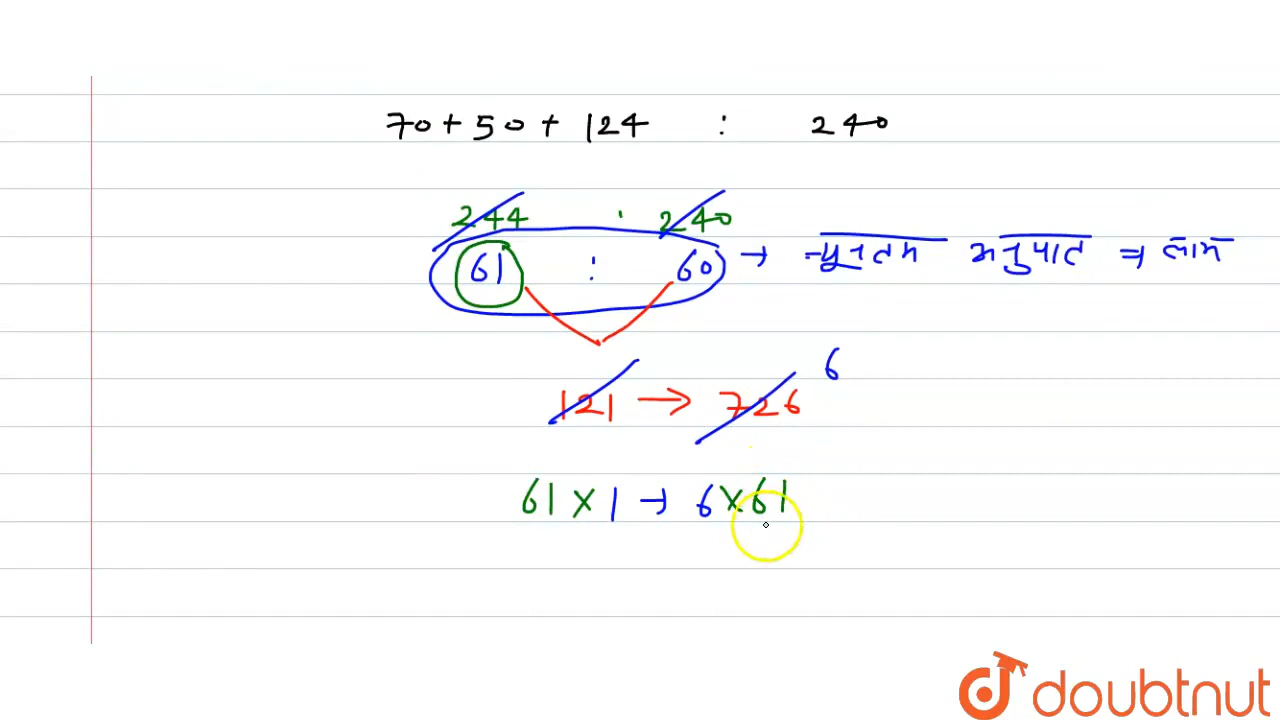 70 + 50 + 124 : 240
244 : 240
61 : 60 → न्यूनतम अनुपात ⇒ लाभ
6
121 → 726
61 × 1 → 6 × 61
doubtnut